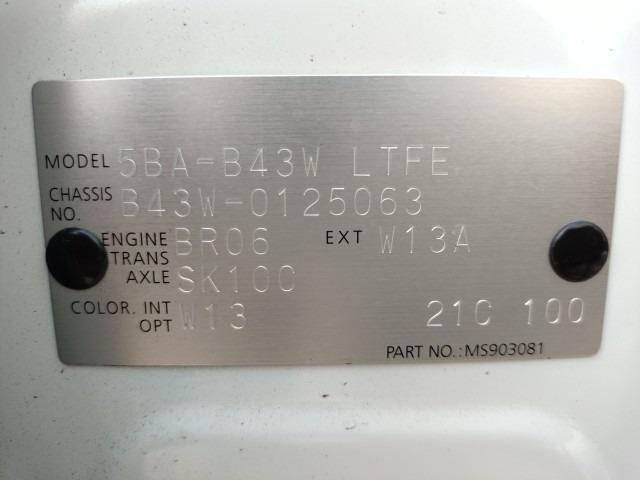 MODEL 5BA-B43W LTFE
CHASSIS NO. B43W-0125063
ENGINE BR06 EXT W13A
TRANS AXLE SK10C
COLOR. INT OPT W13 21C 100
PART NO.:MS903081